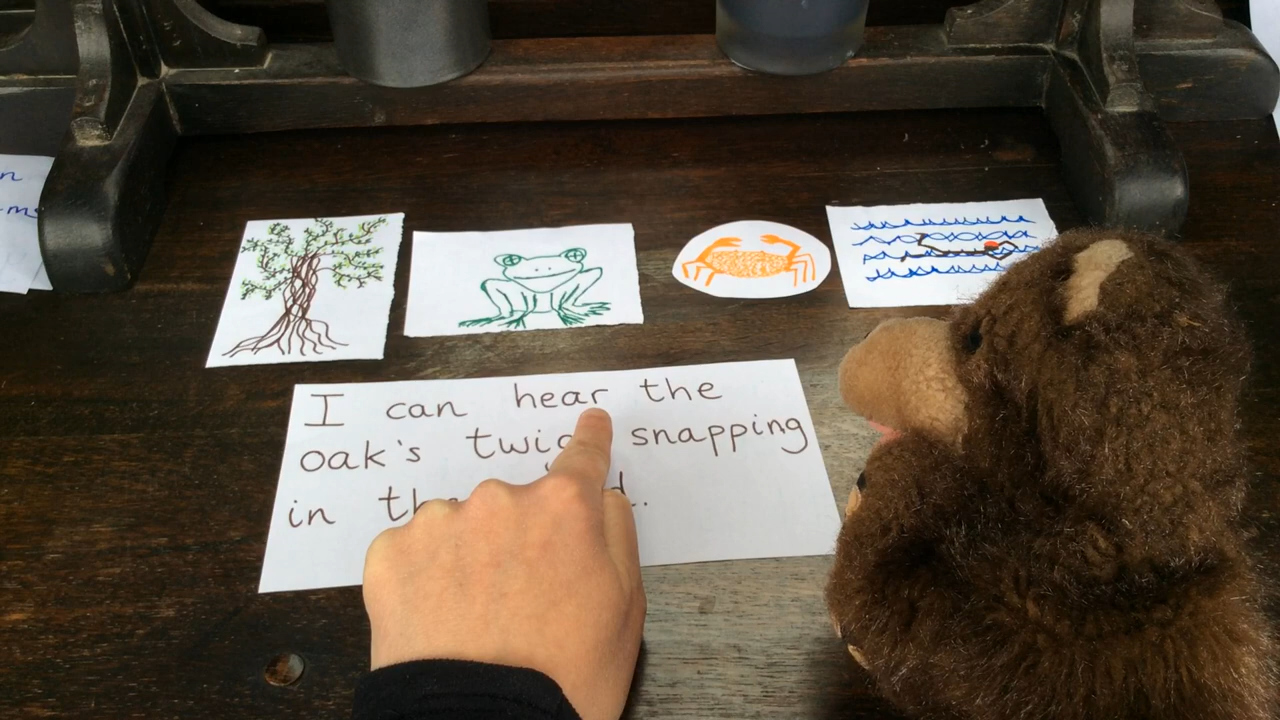 I can hear the
oak's snapping
in